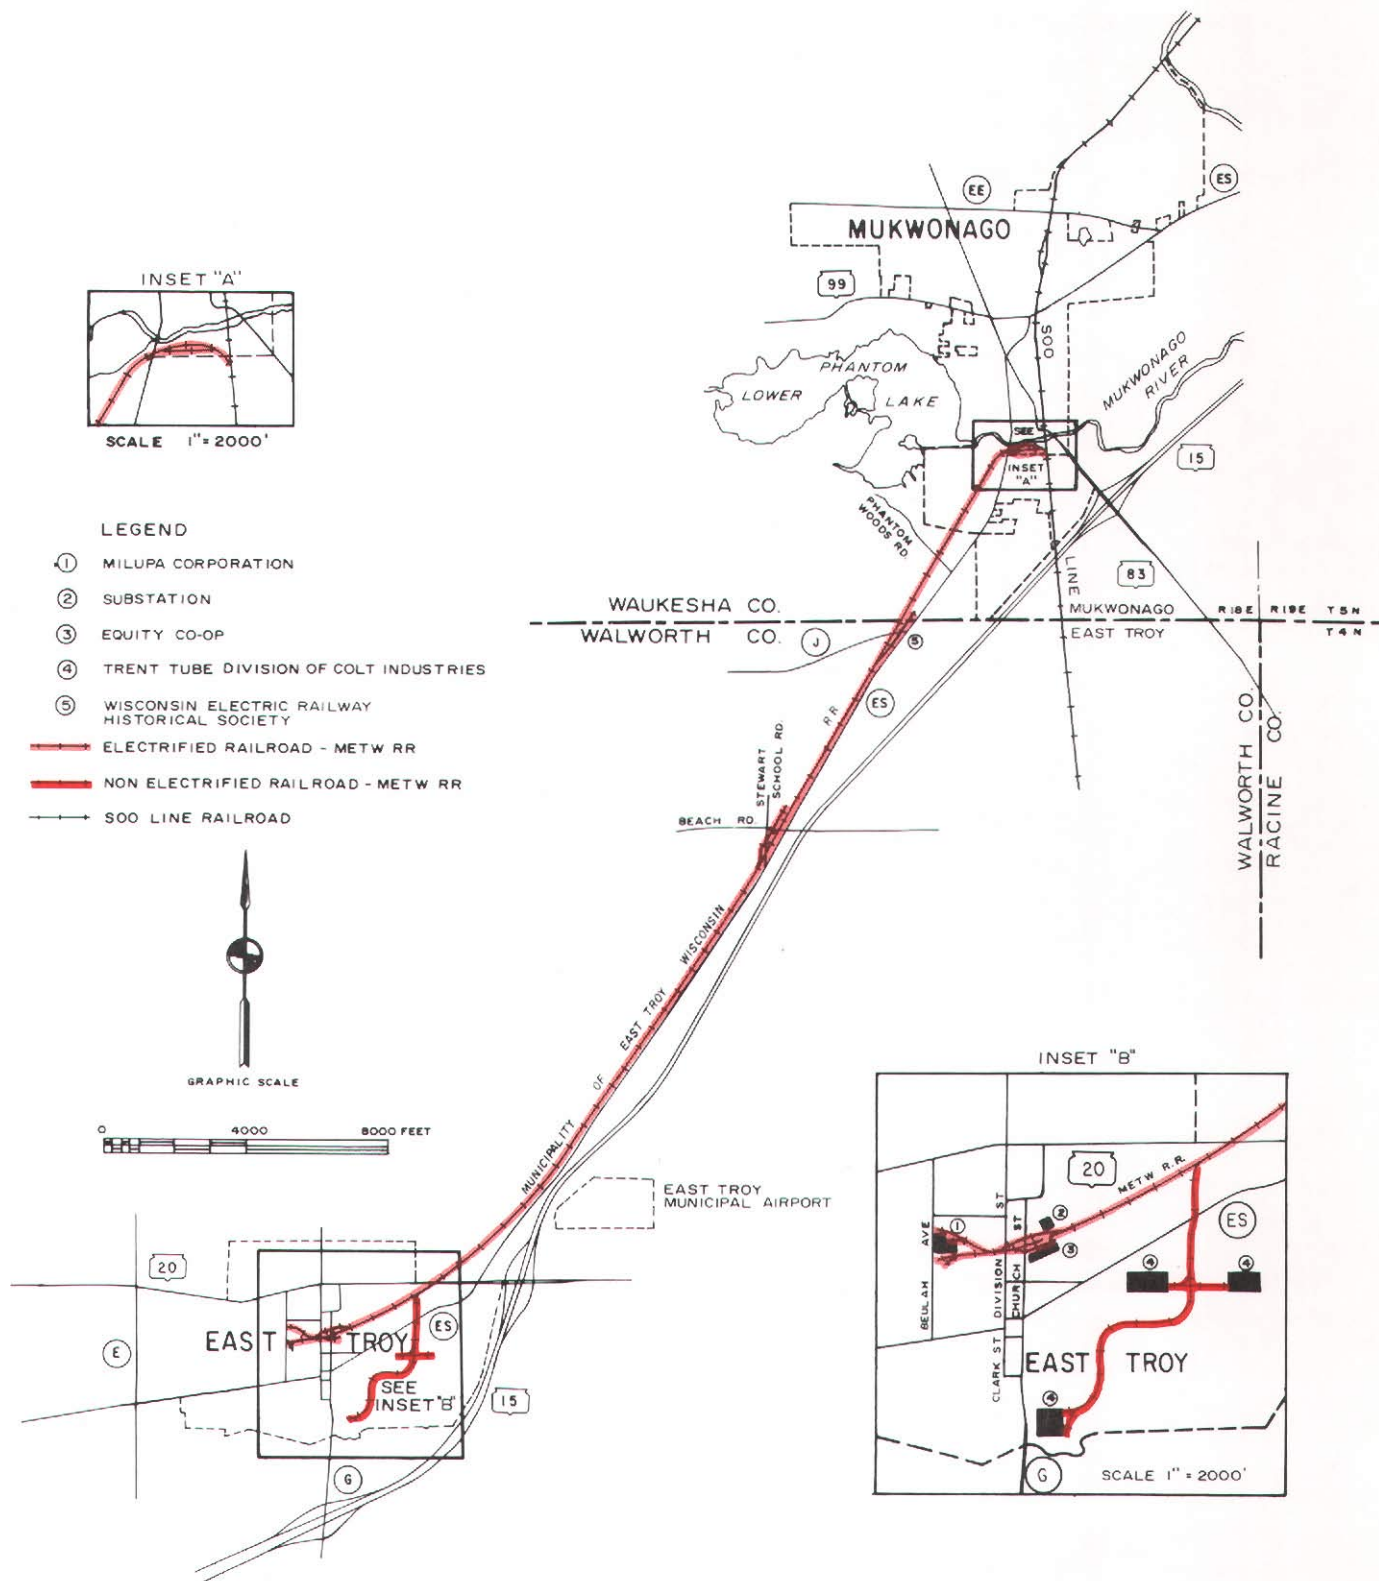 EE
ES
MUKWONAGO
99
SOO
LINE
PHANTOM
LOWER
LAKE
MUKWONAGO
RIVER
SEE
INSET
"A"
15
PHANTOM
WOODS RD.
83
WAUKESHA CO.
WALWORTH CO.
MUKWONAGO
EAST TROY
R18E R19E T5N
T4N
J
5
ES
WALWORTH CO.
RACINE CO.
INSET "A"
SCALE 1" = 2000'
LEGEND
1 MILUPA CORPORATION
2 SUBSTATION
3 EQUITY CO-OP
4 TRENT TUBE DIVISION OF COLT INDUSTRIES
5 WISCONSIN ELECTRIC RAILWAY
HISTORICAL SOCIETY
ELECTRIFIED RAILROAD - METW RR
NON ELECTRIFIED RAILROAD - METW RR
SOO LINE RAILROAD
STEWART
SCHOOL RD.
BEACH RD.
MUNICIPALITY OF EAST TROY WISCONSIN RR
GRAPHIC SCALE
0 4000 8000 FEET
EAST TROY
MUNICIPAL AIRPORT
20
EAST TROY
ES
E
SEE
INSET "B"
15
G
INSET "B"
20
METW R.R.
ES
BEULAH AVE
CLARK ST
DIVISION ST
CHURCH ST
1
2
3
4
4
EAST TROY
4
G
SCALE 1" = 2000'